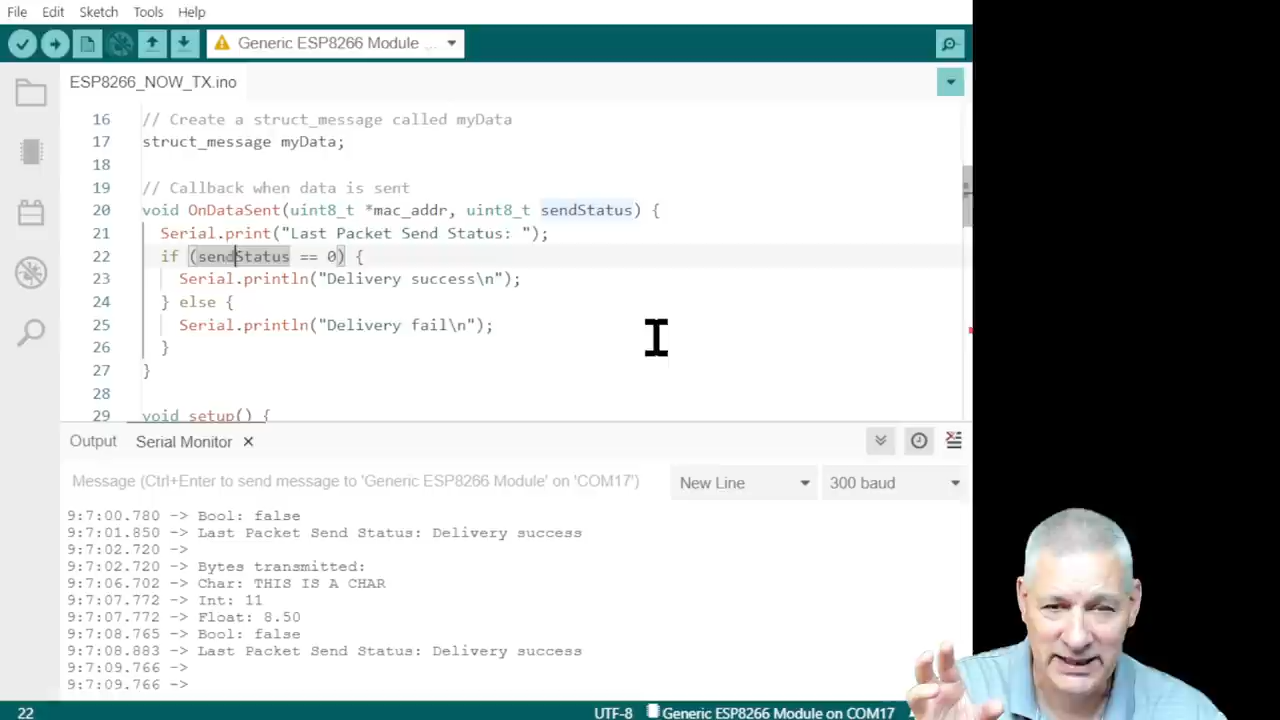 File Edit Sketch Tools Help
Generic ESP8266 Module ...
ESP8266_NOW_TX.ino
16 // Create a struct_message called myData
17 struct_message myData;
18
19 // Callback when data is sent
20 void OnDataSent(uint8_t *mac_addr, uint8_t sendStatus) {
21 Serial.print("Last Packet Send Status: ");
22 if (sendStatus == 0) {
23 Serial.println("Delivery success\n");
24 } else {
25 Serial.println("Delivery fail\n");
26 }
27 }
28
29 void setup() {
Output Serial Monitor
Message (Ctrl+Enter to send message to 'Generic ESP8266 Module' on 'COM17') New Line 300 baud
9:7:00.780 -> Bool: false
9:7:01.850 -> Last Packet Send Status: Delivery success
9:7:02.720 ->
9:7:02.720 -> Bytes transmitted:
9:7:06.702 -> Char: THIS IS A CHAR
9:7:07.772 -> Int: 11
9:7:07.772 -> Float: 8.50
9:7:08.765 -> Bool: false
9:7:08.883 -> Last Packet Send Status: Delivery success
9:7:09.766 ->
9:7:09.766 ->
22 UTF-8 Generic ESP8266 Module on COM17